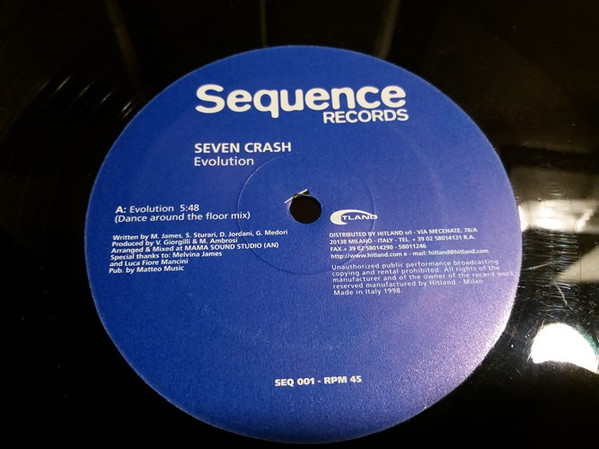 Sequence
RECORDS
SEVEN CRASH
Evolution
A: Evolution 5:48
(Dance around the floor mix)
Written by M. James, S. Sturari, D. Jordani, G. Medori
Produced by V. Giorgilli & M. Ambrosi
Arranged & Mixed at MAMA SOUND STUDIO (AN)
Special thanks to: Melvina James
and Luca Fiore Mancini
Pub. by Matteo Music
HITLAND
DISTRIBUTED BY HITLAND srl - VIA MECENATE, 78/A
20138 MILANO - ITALY - TEL. + 39 02 58014131 R.A.
FAX.+ 39 02 58014290 - 58011246
http://www.hitland.com e - mail: hitland@hitland.com
Unauthorized public performance broadcasting
copying and rental prohibited. All rights of the
manufacturer and of the owner of the record work
reserved manufactured by Hitland - Milan
Made in Italy 1998.
SEQ 001 - RPM 45